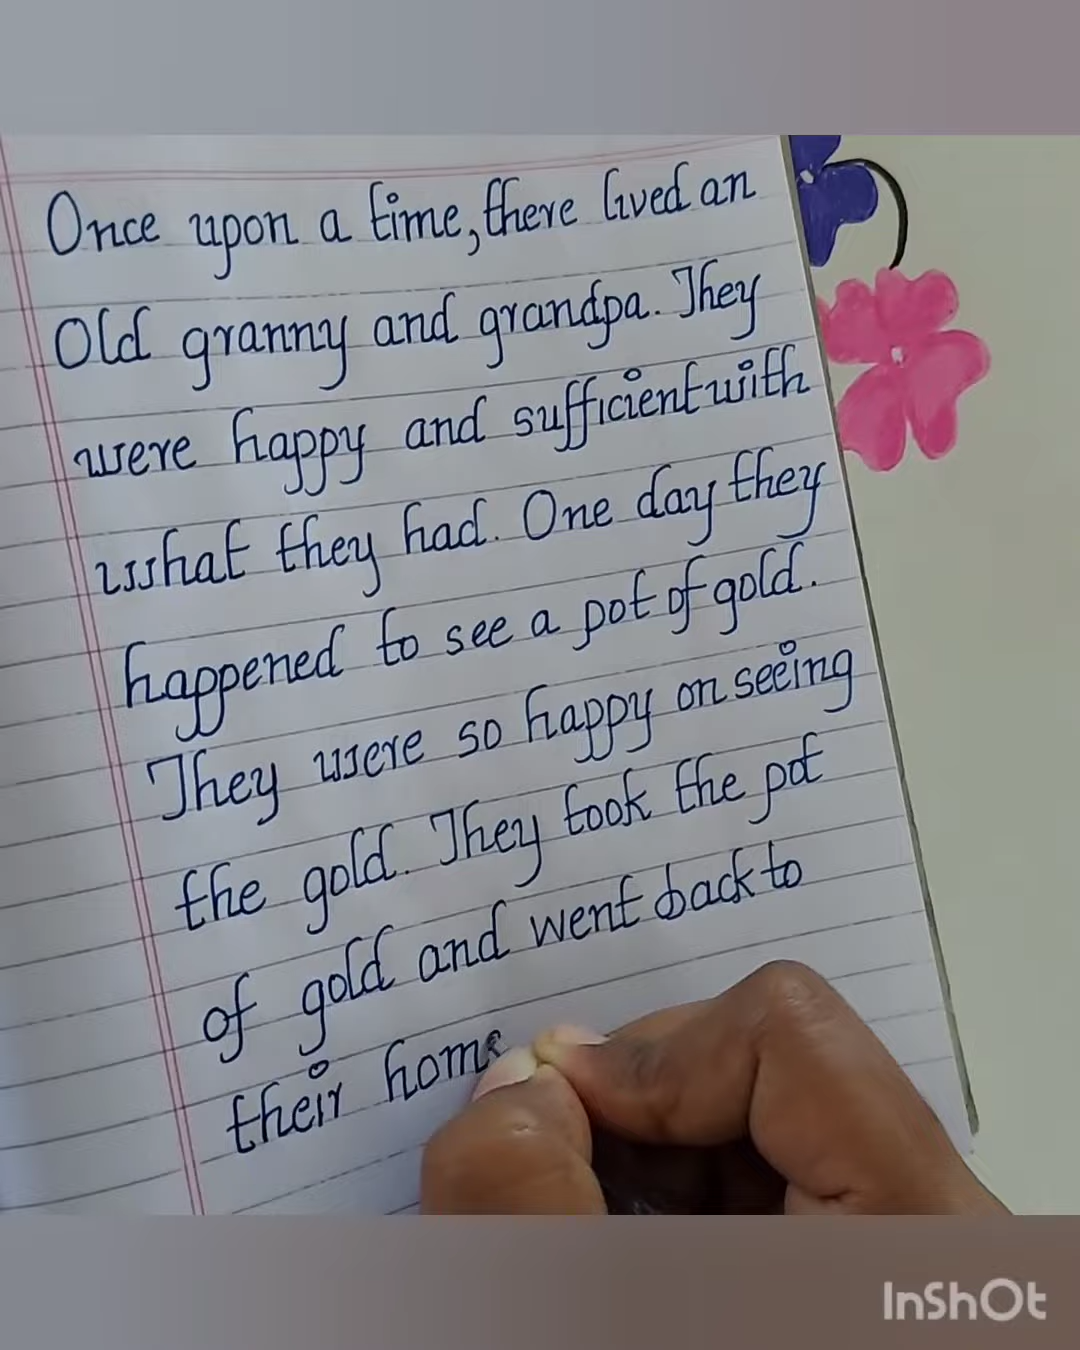 Once upon a time, there lived an
Old granny and grandpa. They
were happy and sufficient with
what they had. One day they
happened to see a pot of gold.
They were so happy on seeing
the gold. They took the pot
of gold and went back to
their home
InShOt